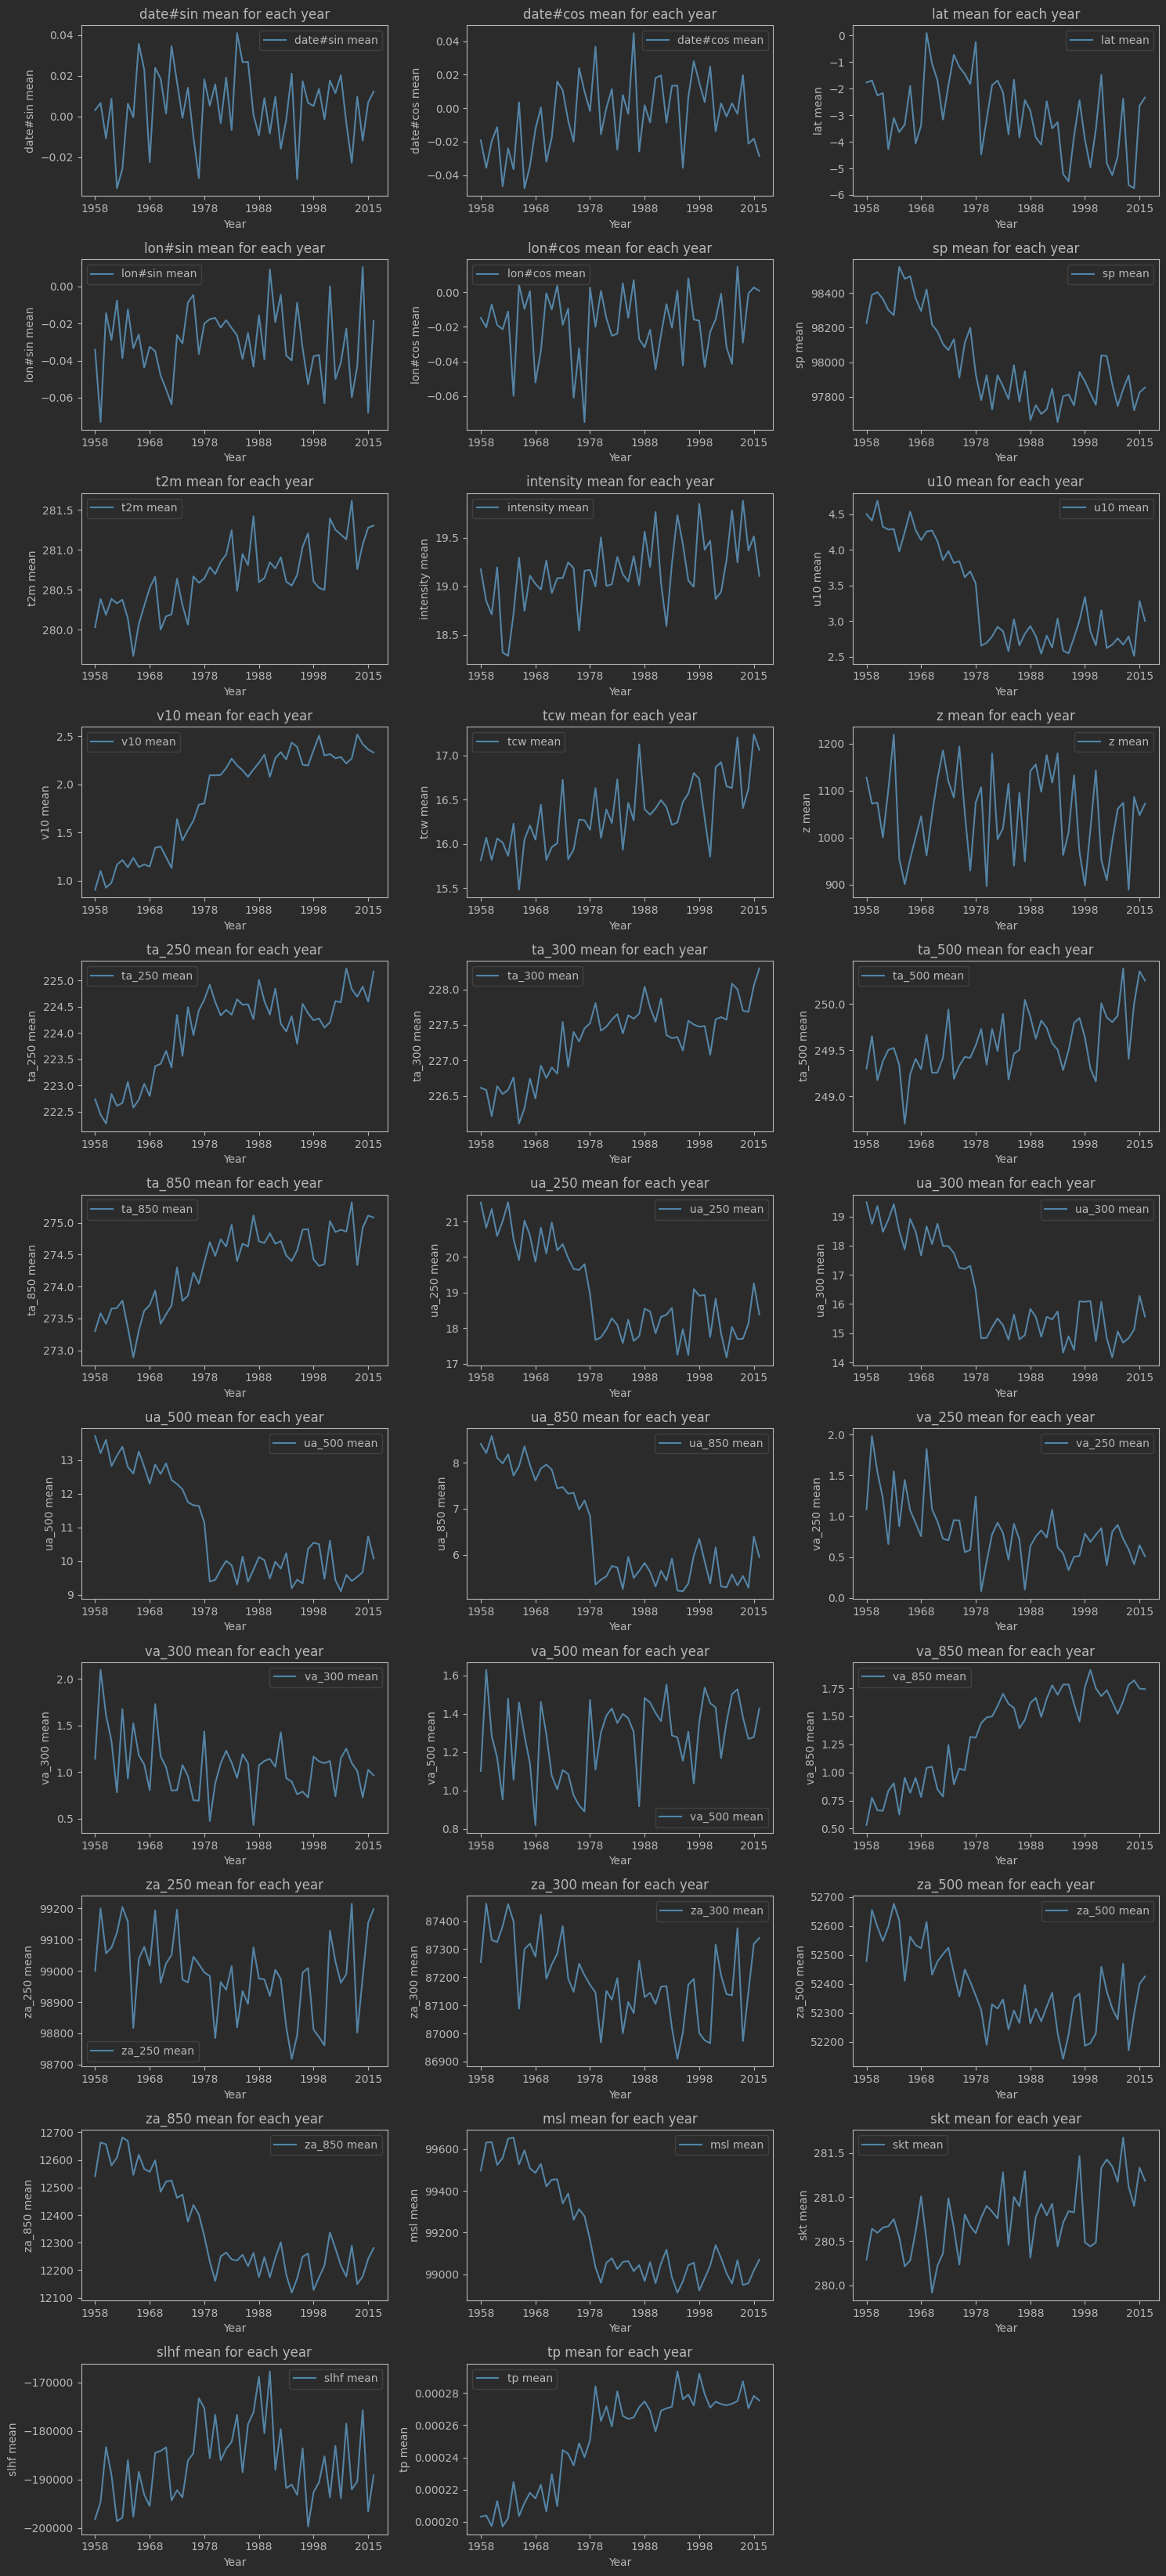 date#sin mean for each year
date#sin mean
date#sin mean
0.04
0.02
0.00
−0.02
1958 1968 1978 1988 1998 2015
Year
date#cos mean for each year
date#cos mean
date#cos mean
0.04
0.02
0.00
−0.02
−0.04
1958 1968 1978 1988 1998 2015
Year
lat mean for each year
lat mean
lat mean
0
−1
−2
−3
−4
−5
−6
1958 1968 1978 1988 1998 2015
Year
lon#sin mean for each year
lon#sin mean
lon#sin mean
0.00
−0.02
−0.04
−0.06
1958 1968 1978 1988 1998 2015
Year
lon#cos mean for each year
lon#cos mean
lon#cos mean
0.00
−0.02
−0.04
−0.06
1958 1968 1978 1988 1998 2015
Year
sp mean for each year
sp mean
sp mean
98400
98200
98000
97800
1958 1968 1978 1988 1998 2015
Year
t2m mean for each year
t2m mean
t2m mean
281.5
281.0
280.5
280.0
1958 1968 1978 1988 1998 2015
Year
intensity mean for each year
intensity mean
intensity mean
19.5
19.0
18.5
1958 1968 1978 1988 1998 2015
Year
u10 mean for each year
u10 mean
u10 mean
4.5
4.0
3.5
3.0
2.5
1958 1968 1978 1988 1998 2015
Year
v10 mean for each year
v10 mean
v10 mean
2.5
2.0
1.5
1.0
1958 1968 1978 1988 1998 2015
Year
tcw mean for each year
tcw mean
tcw mean
17.0
16.5
16.0
15.5
1958 1968 1978 1988 1998 2015
Year
z mean for each year
z mean
z mean
1200
1100
1000
900
1958 1968 1978 1988 1998 2015
Year
ta_250 mean for each year
ta_250 mean
ta_250 mean
225.0
224.5
224.0
223.5
223.0
222.5
1958 1968 1978 1988 1998 2015
Year
ta_300 mean for each year
ta_300 mean
ta_300 mean
228.0
227.5
227.0
226.5
1958 1968 1978 1988 1998 2015
Year
ta_500 mean for each year
ta_500 mean
ta_500 mean
250.0
249.5
249.0
1958 1968 1978 1988 1998 2015
Year
ta_850 mean for each year
ta_850 mean
ta_850 mean
275.0
274.5
274.0
273.5
273.0
1958 1968 1978 1988 1998 2015
Year
ua_250 mean for each year
ua_250 mean
ua_250 mean
21
20
19
18
17
1958 1968 1978 1988 1998 2015
Year
ua_300 mean for each year
ua_300 mean
ua_300 mean
19
18
17
16
15
14
1958 1968 1978 1988 1998 2015
Year
ua_500 mean for each year
ua_500 mean
ua_500 mean
13
12
11
10
9
1958 1968 1978 1988 1998 2015
Year
ua_850 mean for each year
ua_850 mean
ua_850 mean
8
7
6
1958 1968 1978 1988 1998 2015
Year
va_250 mean for each year
va_250 mean
va_250 mean
2.0
1.5
1.0
0.5
0.0
1958 1968 1978 1988 1998 2015
Year
va_300 mean for each year
va_300 mean
va_300 mean
2.0
1.5
1.0
0.5
1958 1968 1978 1988 1998 2015
Year
va_500 mean for each year
va_500 mean
va_500 mean
1.6
1.4
1.2
1.0
0.8
1958 1968 1978 1988 1998 2015
Year
va_850 mean for each year
va_850 mean
va_850 mean
1.75
1.50
1.25
1.00
0.75
0.50
1958 1968 1978 1988 1998 2015
Year
za_250 mean for each year
za_250 mean
za_250 mean
99200
99100
99000
98900
98800
98700
1958 1968 1978 1988 1998 2015
Year
za_300 mean for each year
za_300 mean
za_300 mean
87400
87300
87200
87100
87000
86900
1958 1968 1978 1988 1998 2015
Year
za_500 mean for each year
za_500 mean
za_500 mean
52700
52600
52500
52400
52300
52200
1958 1968 1978 1988 1998 2015
Year
za_850 mean for each year
za_850 mean
za_850 mean
12700
12600
12500
12400
12300
12200
12100
1958 1968 1978 1988 1998 2015
Year
msl mean for each year
msl mean
msl mean
99600
99400
99200
99000
1958 1968 1978 1988 1998 2015
Year
skt mean for each year
skt mean
skt mean
281.5
281.0
280.5
280.0
1958 1968 1978 1988 1998 2015
Year
slhf mean for each year
slhf mean
slhf mean
−170000
−180000
−190000
−200000
1958 1968 1978 1988 1998 2015
Year
tp mean for each year
tp mean
tp mean
0.00028
0.00026
0.00024
0.00022
0.00020
1958 1968 1978 1988 1998 2015
Year